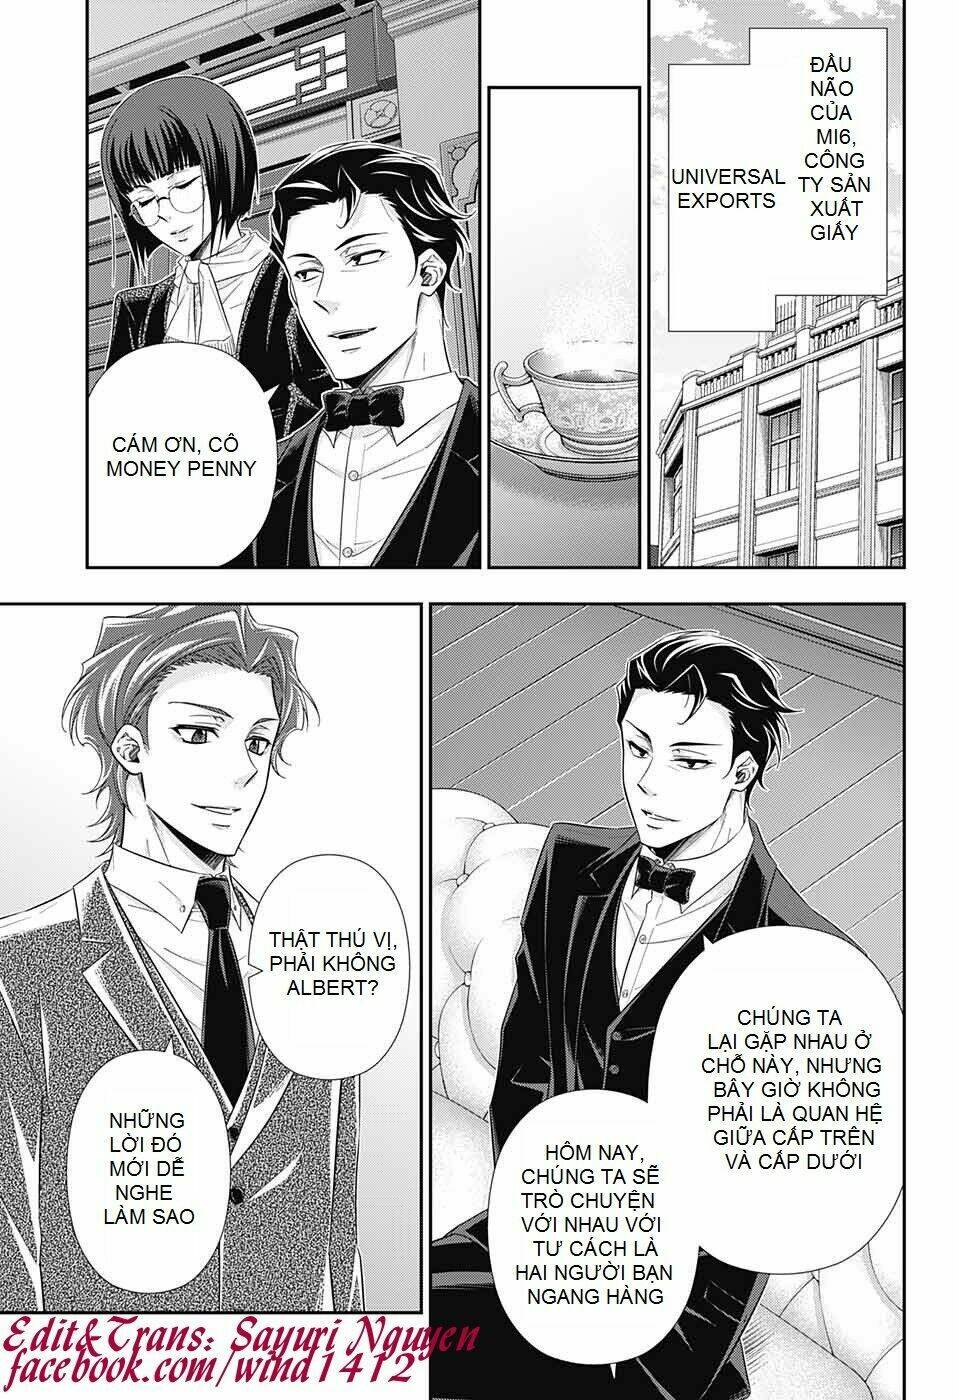 ĐẦU
NÃO
CỦA
MI6,
CÔNG
TY SẢN
XUẤT
GIẤY
UNIVERSAL
EXPORTS
CÁM ƠN, CÔ
MONEY PENNY
CHÚNG TA
LẠI GẶP NHAU Ở
CHỖ NÀY, NHƯNG
BÂY GIỜ KHÔNG
PHẢI LÀ QUAN HỆ
GIỮA CẤP TRÊN
VÀ CẤP DƯỚI
HÔM NAY,
CHÚNG TA SẼ
TRÒ CHUYỆN
VỚI NHAU VỚI
TƯ CÁCH LÀ
HAI NGƯỜI BẠN
NGANG HÀNG
THẬT THÚ VỊ,
PHẢI KHÔNG
ALBERT?
NHỮNG
LỜI ĐÓ
MỚI DỄ
NGHE
LÀM SAO
Edit&Trans: Sayuri Nguyen
facebook.com/wind1412